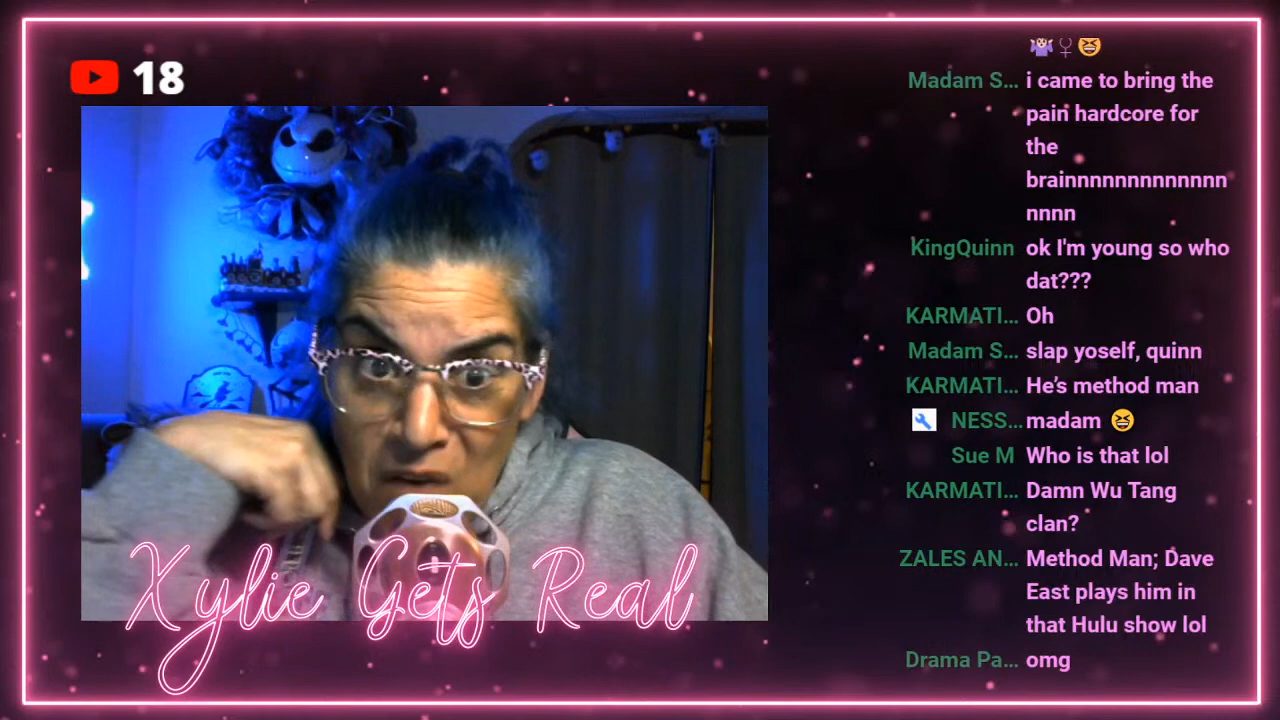 18
Xylie Gets Real
Madam S... i came to bring the
pain hardcore for
the
brainnnnnnnnnnnnn
nnnn
KingQuinn ok I'm young so who
dat???
KARMATI... Oh
Madam S... slap yoself, quinn
KARMATI... He’s method man
NESS... madam 😆
Sue M Who is that lol
KARMATI... Damn Wu Tang
clan?
ZALES AN... Method Man; Dave
East plays him in
that Hulu show lol
Drama Pa... omg